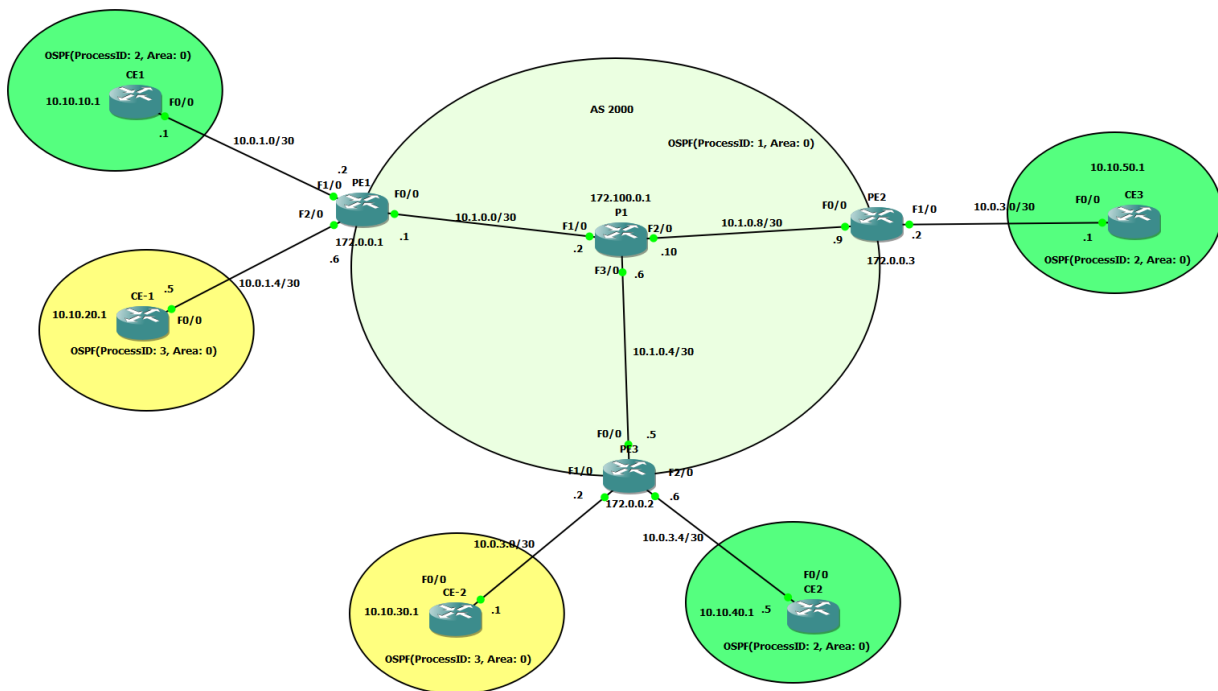 OSPF(ProcessID: 2, Area: 0)
CE1
10.10.10.1
F0/0
.1
10.0.1.0/30
.2
F1/0
PE1
F0/0
F2/0
172.0.0.1
.1
.6
10.0.1.4/30
CE-1
.5
10.10.20.1
F0/0
OSPF(ProcessID: 3, Area: 0)
AS 2000
OSPF(ProcessID: 1, Area: 0)
10.1.0.0/30
172.100.0.1
P1
F1/0
F2/0
.2
.10
F3/0
.6
10.1.0.8/30
F0/0
PE2
F1/0
.9
.2
172.0.0.3
10.0.3.0/30
10.10.50.1
F0/0
CE3
.1
OSPF(ProcessID: 2, Area: 0)
10.1.0.4/30
F0/0
.5
PE3
F1/0
F2/0
.2
172.0.0.2
.6
10.0.3.0/30
10.0.3.4/30
F0/0
CE-2
10.10.30.1
.1
OSPF(ProcessID: 3, Area: 0)
F0/0
CE2
10.10.40.1
.5
OSPF(ProcessID: 2, Area: 0)